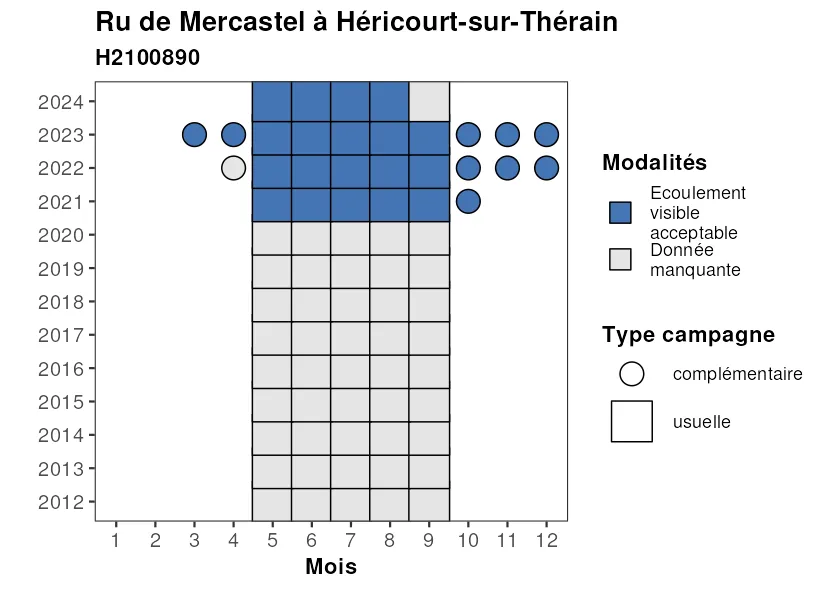 Ru de Mercastel à Héricourt-sur-Thérain
H2100890
2024
2023
2022
2021
2020
2019
2018
2017
2016
2015
2014
2013
2012
1 2 3 4 5 6 7 8 9 10 11 12
Mois
Modalités
Ecoulement
visible
acceptable
Donnée
manquante
Type campagne
complémentaire
usuelle